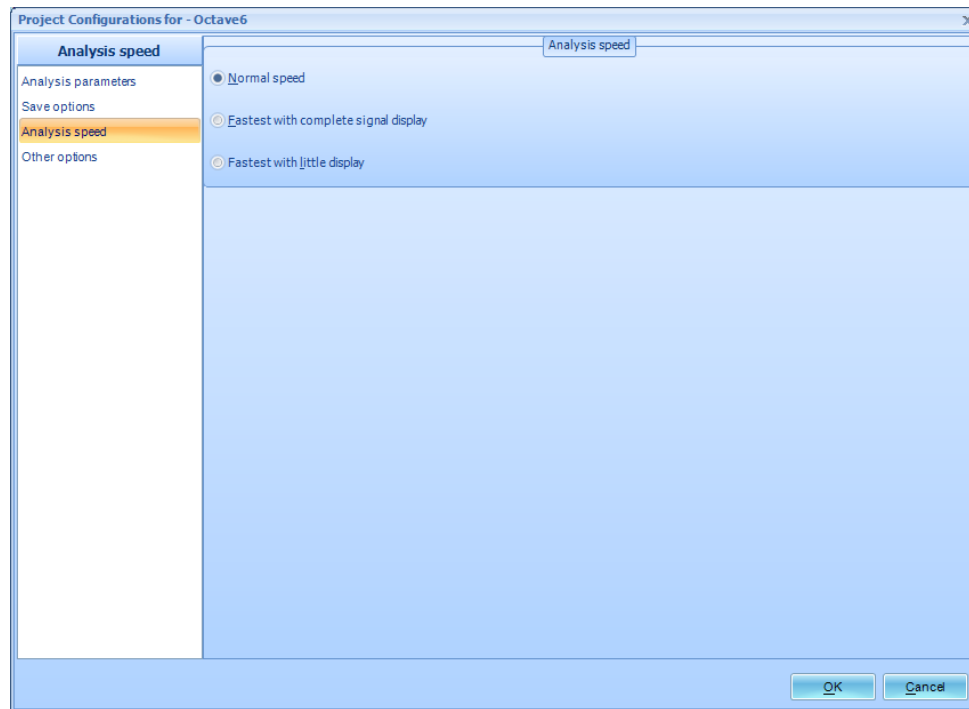 Project Configurations for - Octave6
Analysis speed
Analysis parameters
Save options
Analysis speed
Other options
Analysis speed
Normal speed
Fastest with complete signal display
Fastest with little display
OK
Cancel